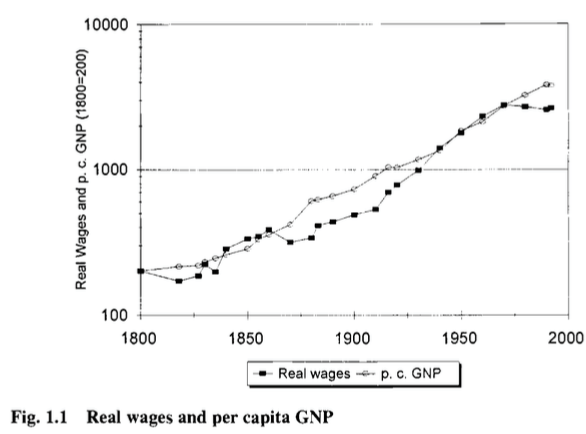 10000
1000
100
Real Wages and p. c. GNP (1800=200)
1800 1850 1900 1950 2000
Real wages p. c. GNP
Fig. 1.1 Real wages and per capita GNP